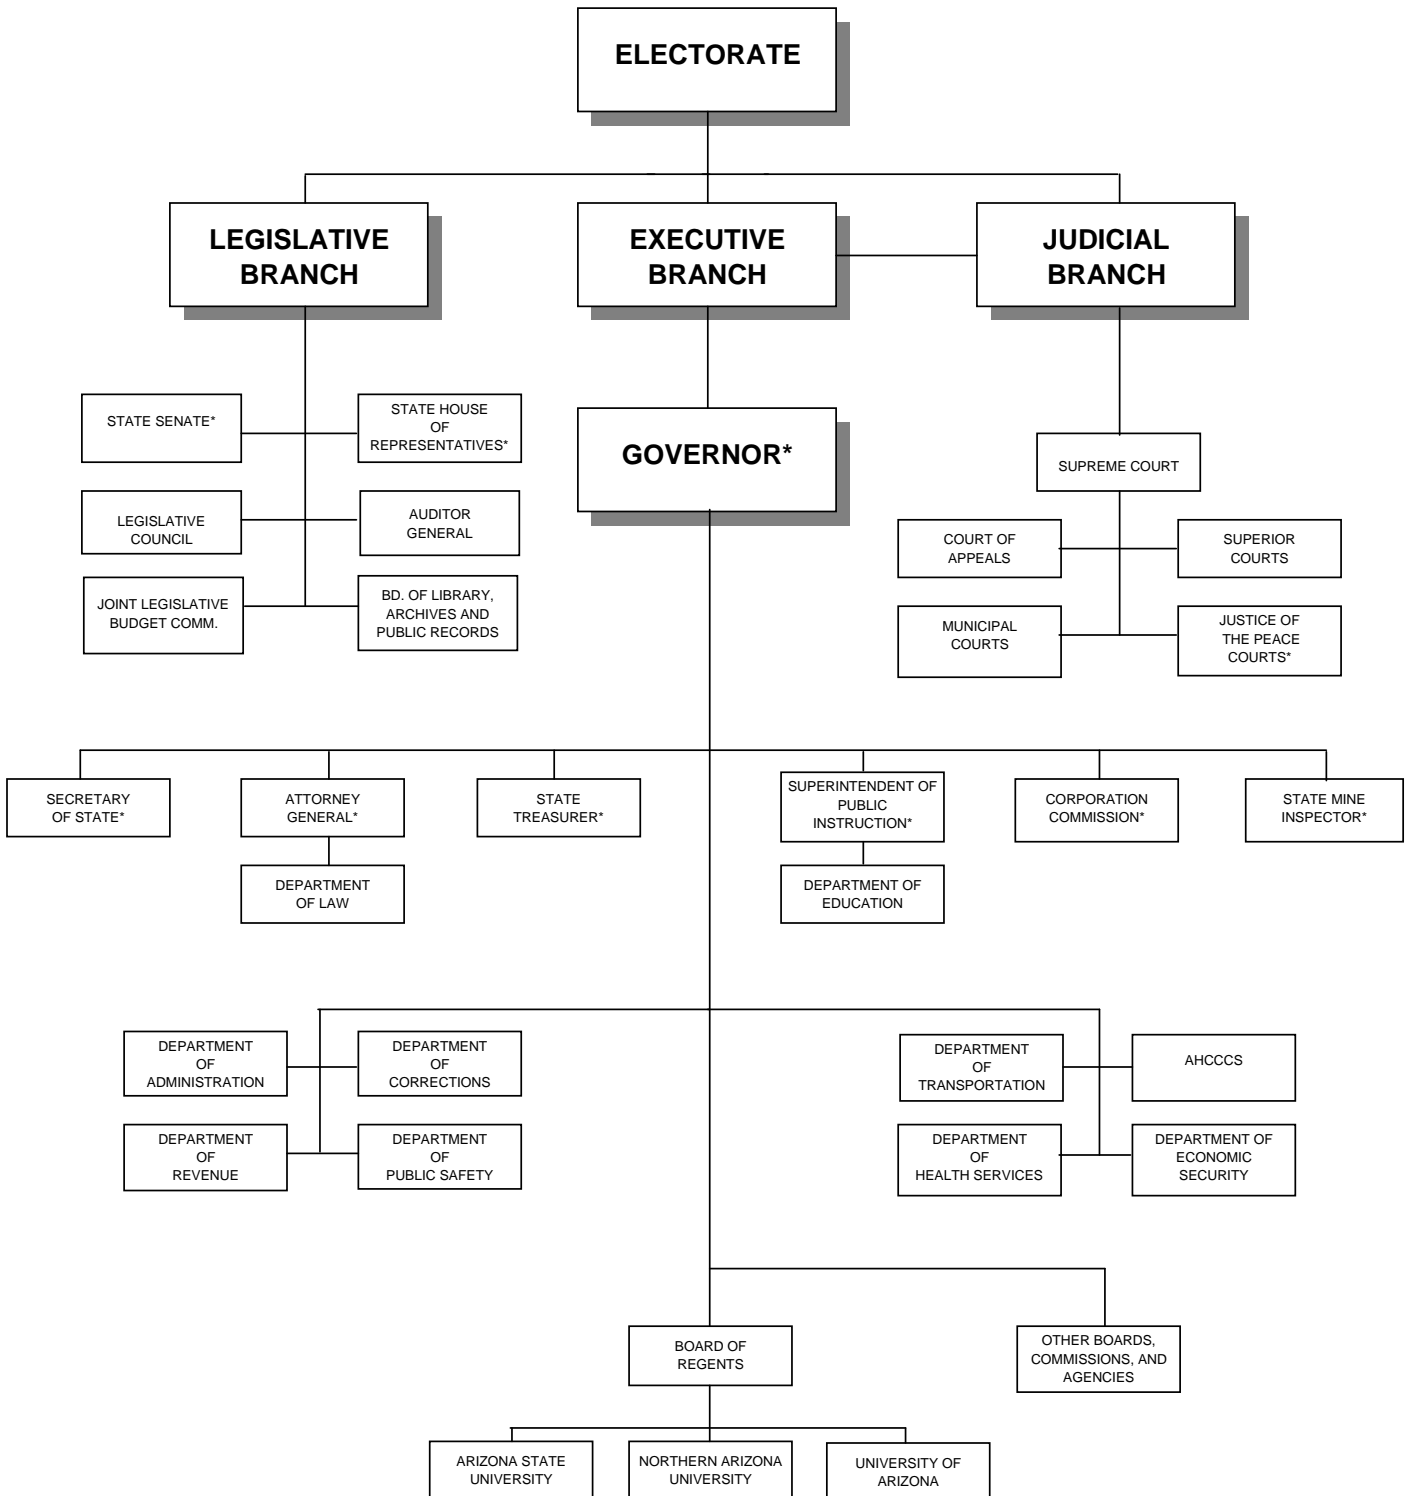 ELECTORATE
LEGISLATIVE
BRANCH
EXECUTIVE
BRANCH
JUDICIAL
BRANCH
STATE SENATE*
STATE HOUSE
OF
REPRESENTATIVES*
LEGISLATIVE
COUNCIL
AUDITOR
GENERAL
JOINT LEGISLATIVE
BUDGET COMM.
BD. OF LIBRARY,
ARCHIVES AND
PUBLIC RECORDS
GOVERNOR*
SUPREME COURT
COURT OF
APPEALS
SUPERIOR
COURTS
MUNICIPAL
COURTS
JUSTICE OF
THE PEACE
COURTS*
SECRETARY
OF STATE*
ATTORNEY
GENERAL*
STATE
TREASURER*
SUPERINTENDENT OF
PUBLIC
INSTRUCTION*
CORPORATION
COMMISSION*
STATE MINE
INSPECTOR*
DEPARTMENT
OF LAW
DEPARTMENT OF
EDUCATION
DEPARTMENT
OF
ADMINISTRATION
DEPARTMENT
OF
CORRECTIONS
DEPARTMENT
OF
TRANSPORTATION
AHCCCS
DEPARTMENT
OF
REVENUE
DEPARTMENT
OF
PUBLIC SAFETY
DEPARTMENT
OF
HEALTH SERVICES
DEPARTMENT OF
ECONOMIC
SECURITY
BOARD OF
REGENTS
OTHER BOARDS,
COMMISSIONS, AND
AGENCIES
ARIZONA STATE
UNIVERSITY
NORTHERN ARIZONA
UNIVERSITY
UNIVERSITY OF
ARIZONA